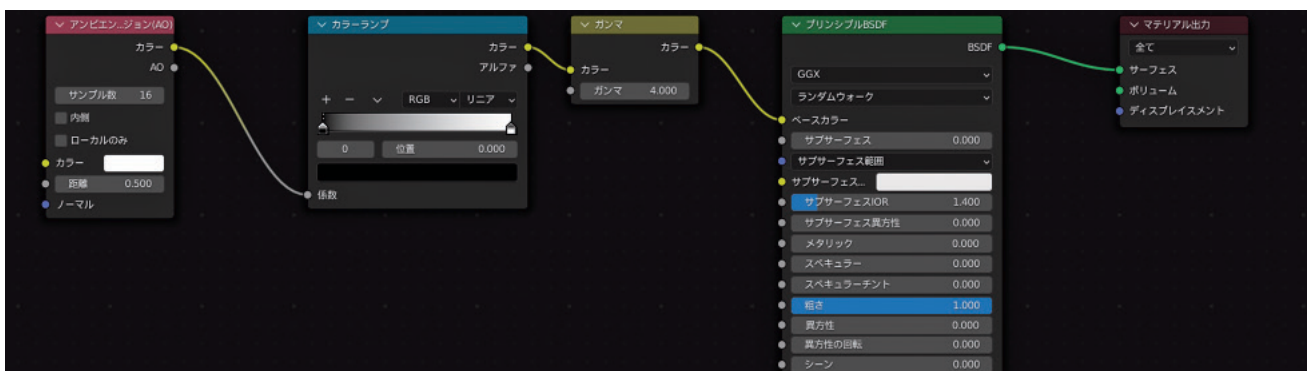 アンビエン...ジョン(AO)
カラー
AO
サンプル数 16
内側
ローカルのみ
カラー
距離 0.500
ノーマル
カラーランプ
カラー
アルファ
+ − RGB リニア
0 位置 0.000
係数
ガンマ
カラー
カラー
ガンマ 4.000
プリンシプルBSDF
BSDF
GGX
ランダムウォーク
ベースカラー
サブサーフェス 0.000
サブサーフェス範囲
サブサーフェス...
サブサーフェスIOR 1.400
サブサーフェス異方性 0.000
メタリック 0.000
スペキュラー 0.000
スペキュラーチント 0.000
粗さ 1.000
異方性 0.000
異方性の回転 0.000
シーン 0.000
マテリアル出力
全て
サーフェス
ボリューム
ディスプレイスメント